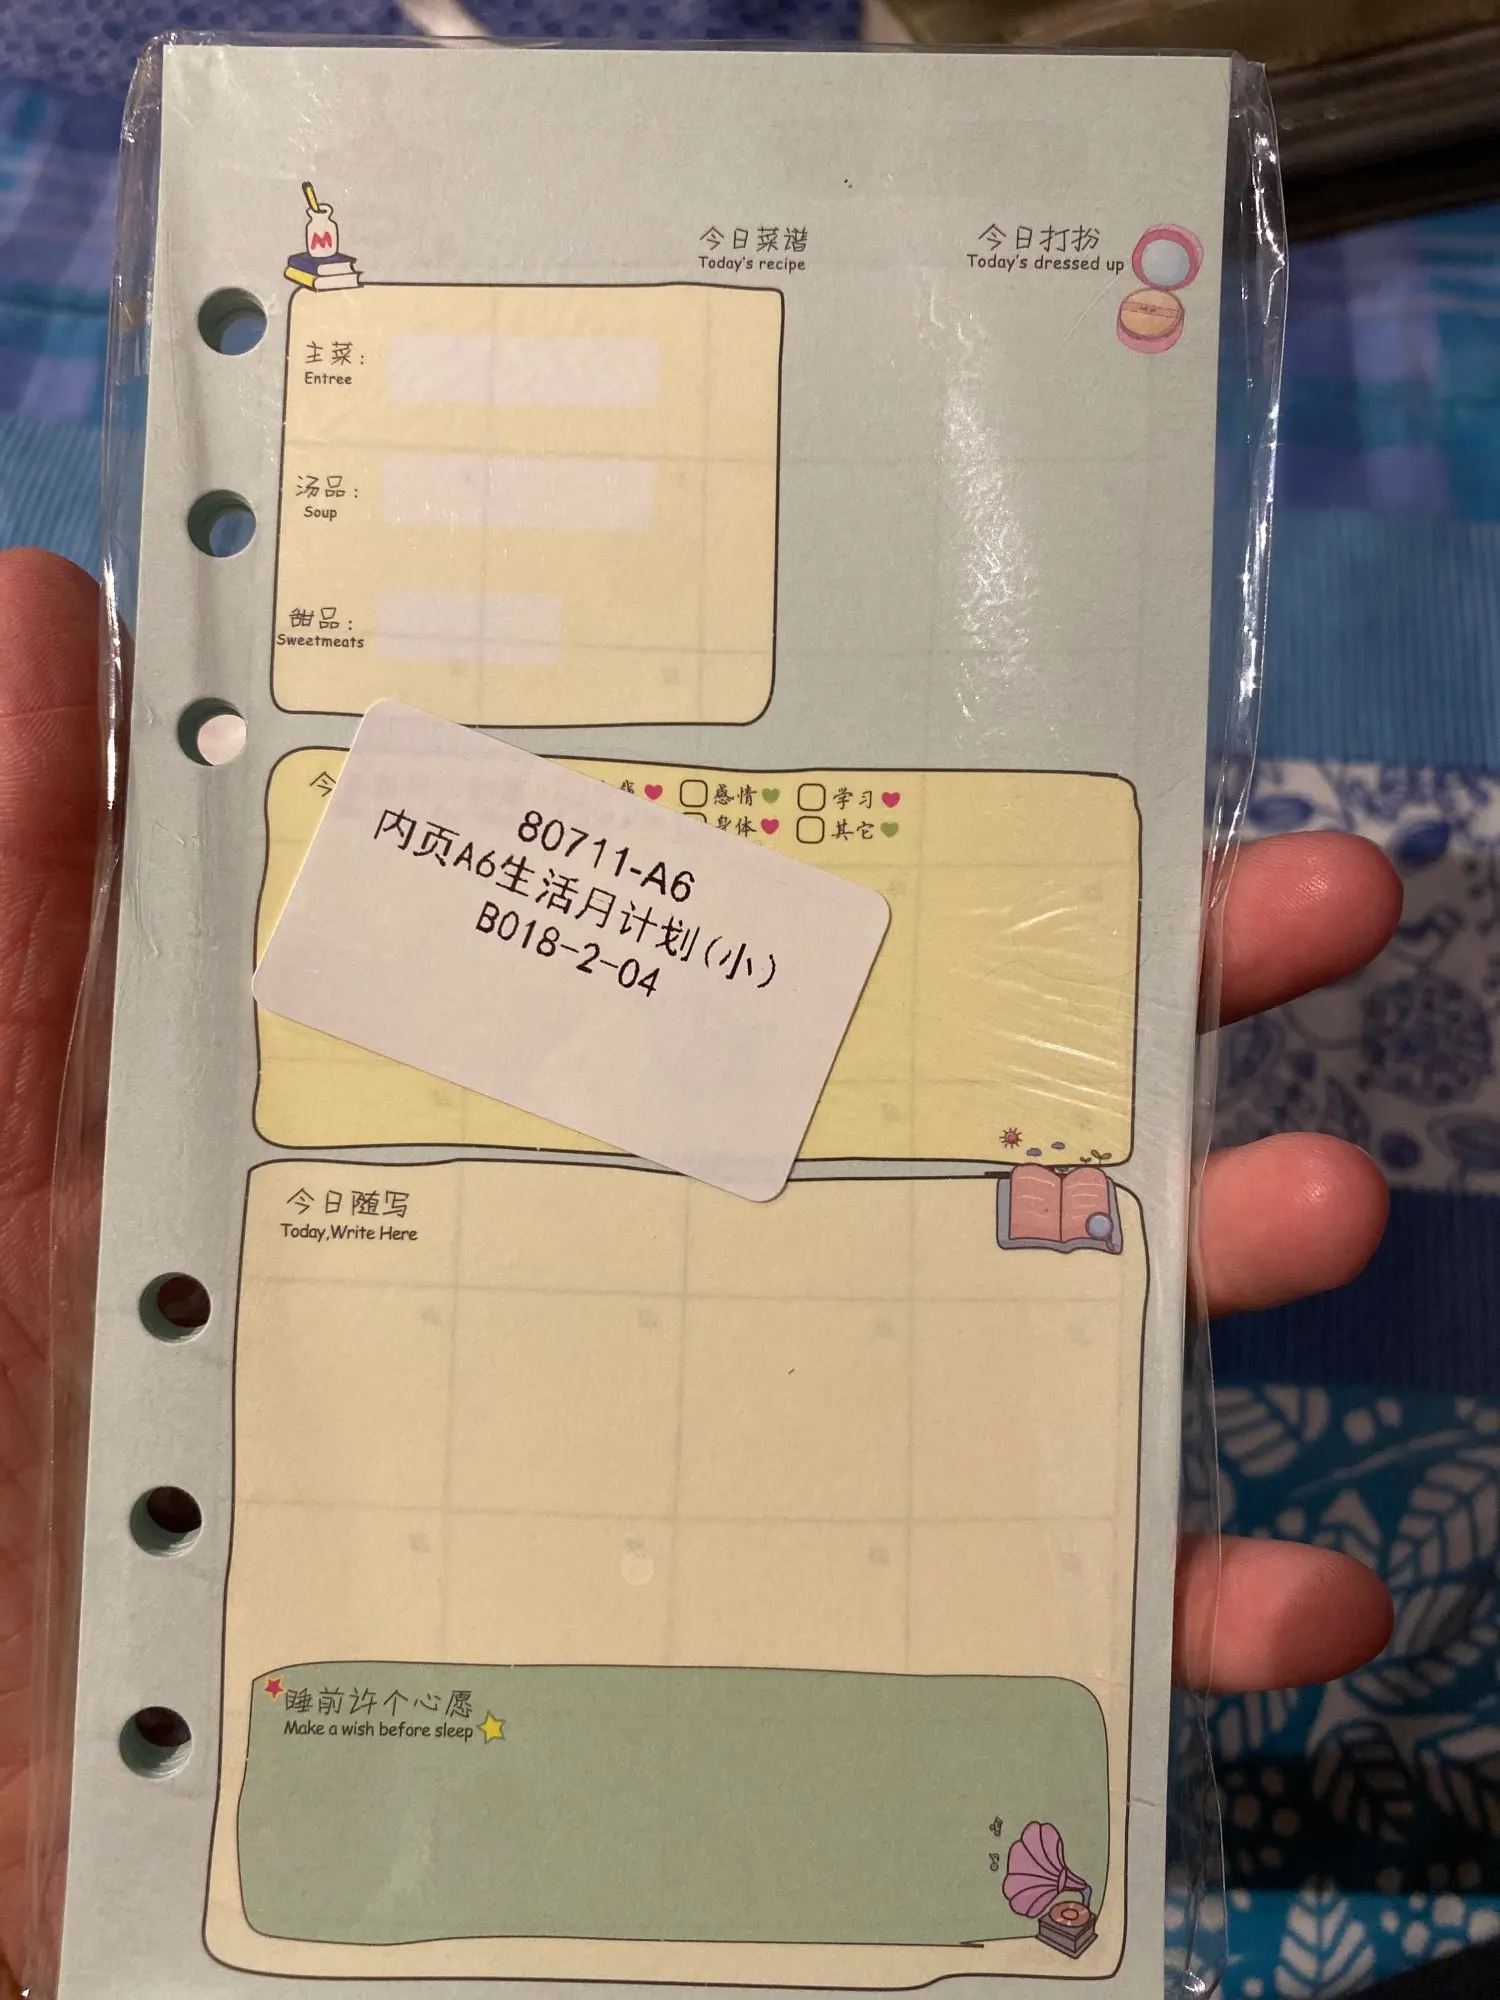 M
今日菜谱
Today's recipe
今日打扮
Today's dressed up
主菜：
Entree
汤品：
Soup
甜品：
Sweetmeats
今
感情
学习
身体
其它
80711-A6
内页A6生活月计划(小)
B018-2-04
今日随写
Today,Write Here
睡前许个心愿
Make a wish before sleep